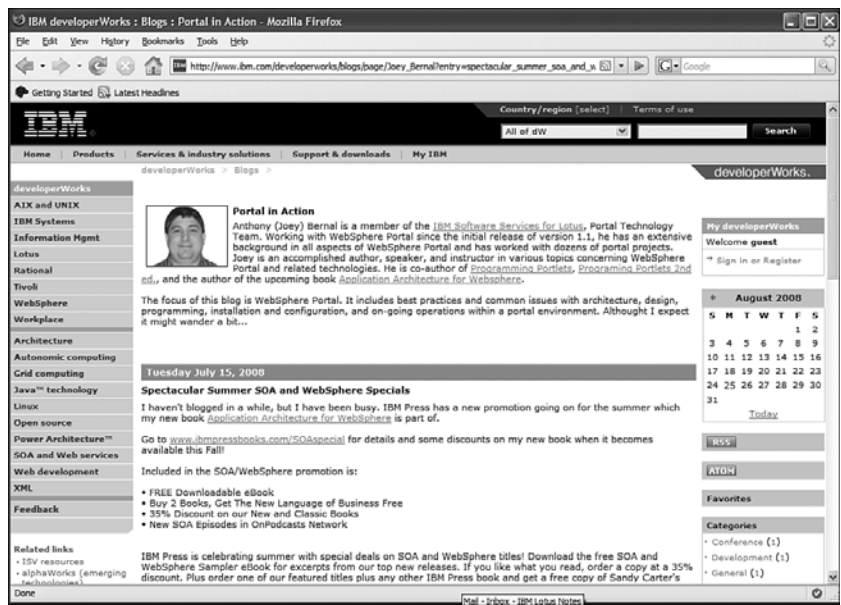 IBM developerWorks : Blogs : Portal in Action - Mozilla Firefox
File Edit View History Bookmarks Tools Help
http://www.ibm.com/developerworks/blogs/page/Joey_Bernal?entry=spectacular_summer_soa_and_w
Google
Getting Started Latest Headlines
Country/region [select] | Terms of use
IBM
All of dW
Search
Home | Products | Services & industry solutions | Support & downloads | My IBM
developerWorks > Blogs >
developerWorks.
developerWorks
AIX and UNIX
IBM Systems
Information Mgmt
Lotus
Rational
Tivoli
WebSphere
Workplace
Architecture
Autonomic computing
Grid computing
Java™ technology
Linux
Open source
Power Architecture™
SOA and Web services
Web development
XML
Feedback
Related links
• ISV resources
• alphaWorks (emerging
technologies)
Portal in Action
Anthony (Joey) Bernal is a member of the IBM Software Services for Lotus, Portal Technology
Team. Working with WebSphere Portal since the initial release of version 1.1, he has an extensive
background in all aspects of WebSphere Portal and has worked with dozens of portal projects.
Joey is an accomplished author, speaker, and instructor in various topics concerning WebSphere
Portal and related technologies. He is co-author of Programming Portlets, Programing Portlets 2nd
ed., and the author of the upcoming book Application Architecture for Websphere.
The focus of this blog is WebSphere Portal. It includes best practices and common issues with architecture, design,
programming, installation and configuration, and on-going operations within a portal environment. Althought I expect
it might wander a bit...
Tuesday July 15, 2008
Spectacular Summer SOA and WebSphere Specials
I haven't blogged in a while, but I have been busy. IBM Press has a new promotion going on for the summer which
my new book Application Architecture for WebSphere is part of.
Go to www.ibmpressbooks.com/SOAspecial for details and some discounts on my new book when it becomes
available this Fall!
Included in the SOA/WebSphere promotion is:
• FREE Downloadable eBook
• Buy 2 Books, Get The New Language of Business Free
• 35% Discount on our New and Classic Books
• New SOA Episodes in OnPodcasts Network
IBM Press is celebrating summer with special deals on SOA and WebSphere titles! Download the free SOA and
WebSphere Sampler eBook for excerpts from our top new releases. If you like what you read, order a copy at a 35%
discount. Plus order one of our featured titles plus any other IBM Press book and get a free copy of Sandy Carter's
My developerWorks
Welcome guest
Sign in or Register
August 2008
S M T W T F S
1 2
3 4 5 6 7 8 9
10 11 12 13 14 15 16
17 18 19 20 21 22 23
24 25 26 27 28 29 30
31
Today
RSS
ATOM
Favorites
Categories
• Conference (1)
• Development (1)
• General (1)
Done
Mail - Inbox - IBM Lotus Notes